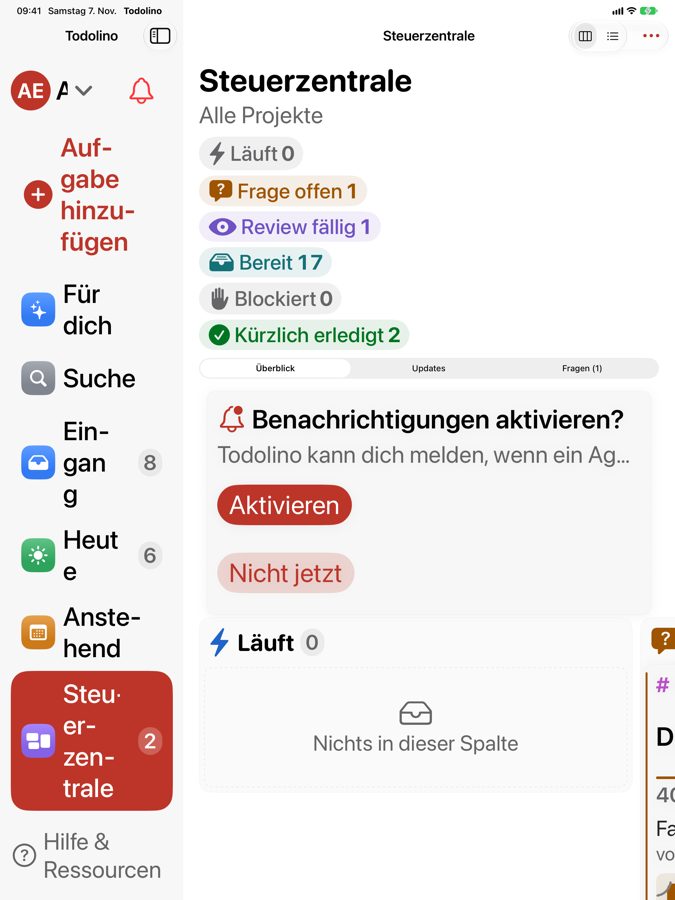 09:41 Samstag 7. Nov. Todolino
Todolino
Steuerzentrale
AE
Auf-
gabe
hinzu-
fügen
Für
dich
Suche
Ein-
gan
g
8
Heut
e
6
Anste-
hend
Steu
er-
zen-
trale
2
Hilfe &
Ressourcen
Steuerzentrale
Alle Projekte
Läuft 0
Frage offen 1
Review fällig 1
Bereit 17
Blockiert 0
Kürzlich erledigt 2
Überblick
Updates
Fragen (1)
Benachrichtigungen aktivieren?
Todolino kann dich melden, wenn ein Ag...
Aktivieren
Nicht jetzt
Läuft 0
Nichts in dieser Spalte
#